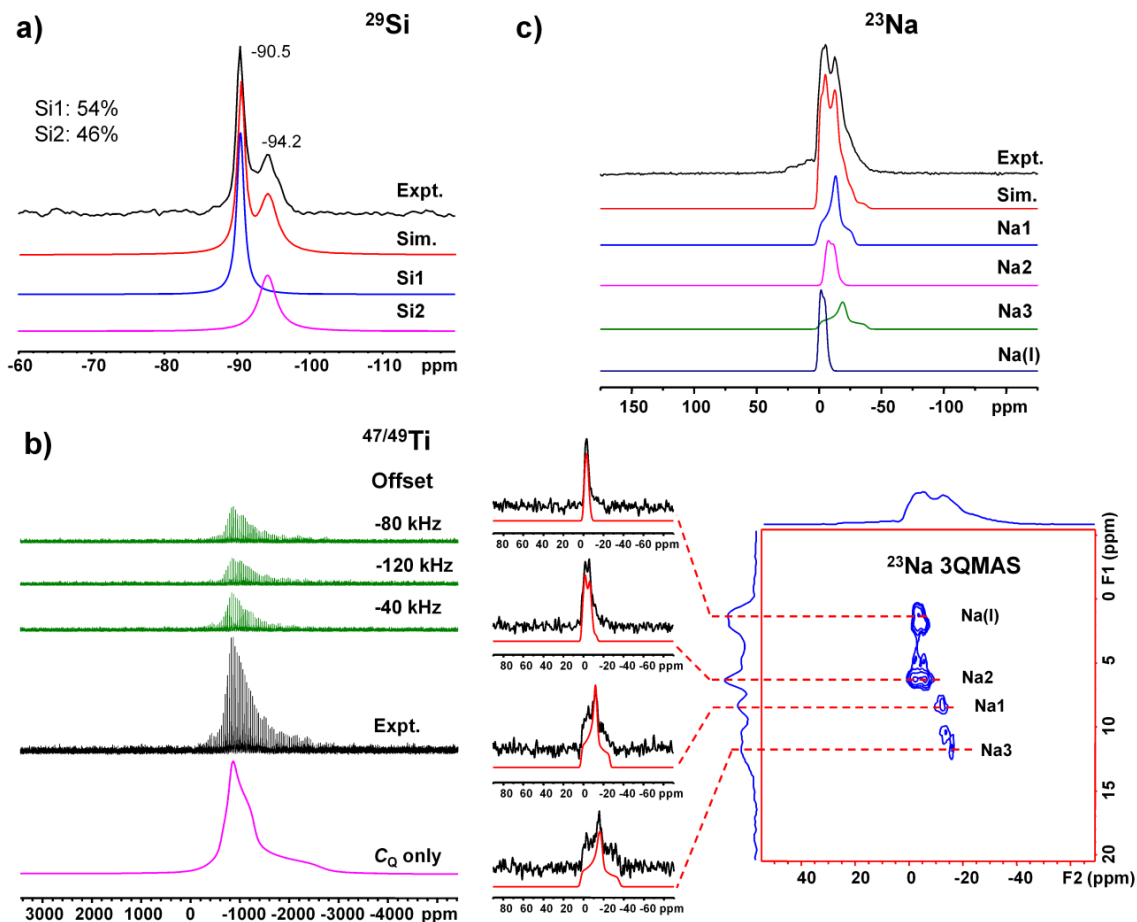 a)
²⁹Si
-90.5
Si1: 54%
Si2: 46%
-94.2
Expt.
Sim.
Si1
Si2
-60 -70 -80 -90 -100 -110 ppm
c)
²³Na
Expt.
Sim.
Na1
Na2
Na3
Na(I)
150 100 50 0 -50 -100 ppm
b)
⁴⁷/⁴⁹Ti
Offset
-80 kHz
-120 kHz
-40 kHz
Expt.
CQ only
3000 2000 1000 0 -1000 -2000 -3000 -4000 ppm
80 60 40 20 0 -20 -40 -60 ppm
80 60 40 20 0 -20 -40 -60 ppm
80 60 40 20 0 -20 -40 -60 ppm
80 60 40 20 0 -20 -40 -60 ppm
²³Na 3QMAS
Na(I)
Na2
Na1
Na3
0 5 10 15 20
F1 (ppm)
40 20 0 -20 -40 F2 (ppm)